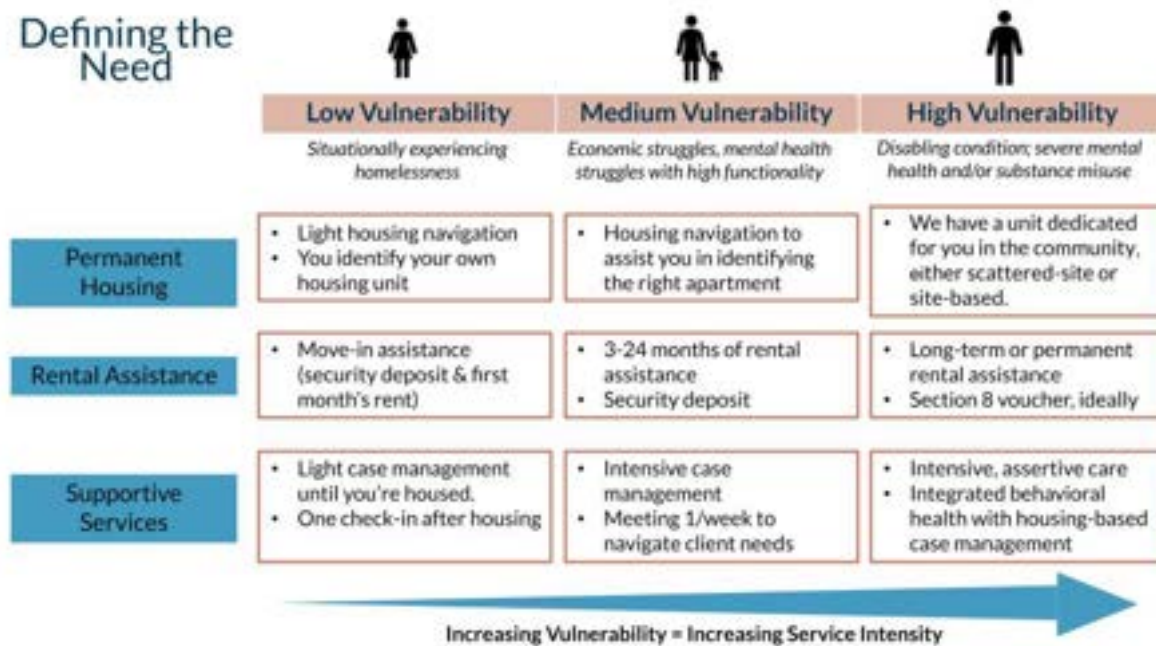 Defining the
Need
Low Vulnerability
Medium Vulnerability
High Vulnerability
Situationally experiencing
homelessness
Economic struggles, mental health
struggles with high functionality
Disabling condition; severe mental
health and/or substance misuse
Permanent
Housing
• Light housing navigation
• You identify your own
housing unit
• Housing navigation to
assist you in identifying
the right apartment
• We have a unit dedicated
for you in the community,
either scattered-site or
site-based.
Rental Assistance
• Move-in assistance
(security deposit & first
month's rent)
• 3-24 months of rental
assistance
• Security deposit
• Long-term or permanent
rental assistance
• Section 8 voucher, ideally
Supportive
Services
• Light case management
until you're housed.
• One check-in after housing
• Intensive case
management
• Meeting 1/week to
navigate client needs
• Intensive, assertive care
• Integrated behavioral
health with housing-based
case management
Increasing Vulnerability = Increasing Service Intensity